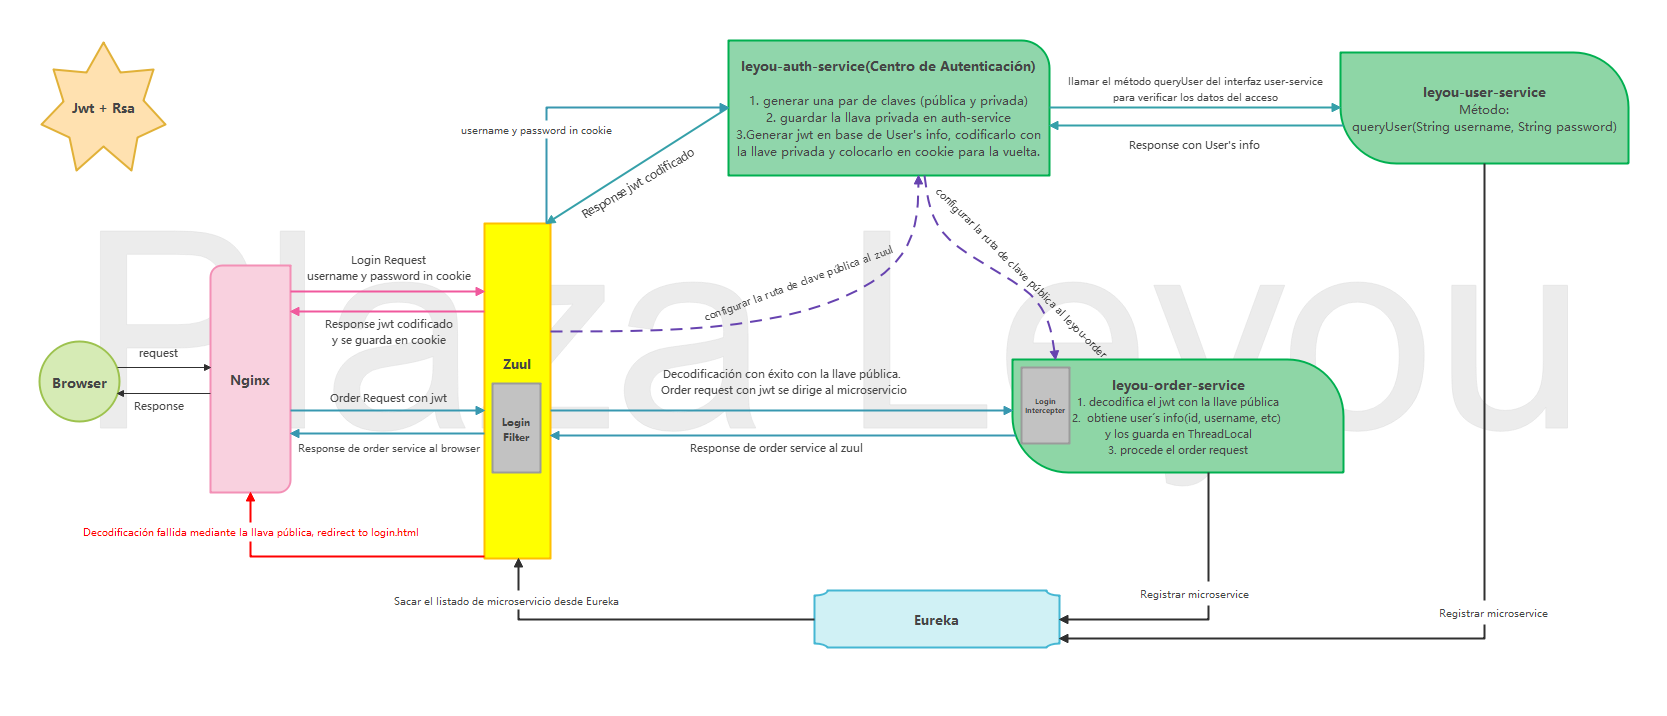 Jwt + Rsa
leyou-auth-service(Centro de Autenticación)
1. generar una par de claves (pública y privada)
2. guardar la llava privada en auth-service
3.Generar jwt en base de User's info, codificarlo con
la llave privada y colocarlo en cookie para la vuelta.
llamar el método queryUser del interfaz user-service
para verificar los datos del acceso
Response con User's info
leyou-user-service
Método:
queryUser(String username, String password)
username y password in cookie
Response jwt codificado
Plaza Leyou
Login Request
username y password in cookie
Response jwt codificado
y se guarda en cookie
configurar la ruta de clave pública al zuul
configurar la ruta de clave pública al leyou-order
request
Browser
Response
Nginx
Zuul
Login
Filter
Order Request con jwt
Response de order service al browser
Decodificación con éxito con la llave pública.
Order request con jwt se dirige al microservicio
Response de order service al zuul
Login
Intercepter
leyou-order-service
1. decodifica el jwt con la llave pública
2. obtiene user´s info(id, username, etc)
y los guarda en ThreadLocal
3. procede el order request
Decodificación fallida mediante la llava pública, redirect to login.html
Sacar el listado de microservicio desde Eureka
Eureka
Registrar microservice
Registrar microservice